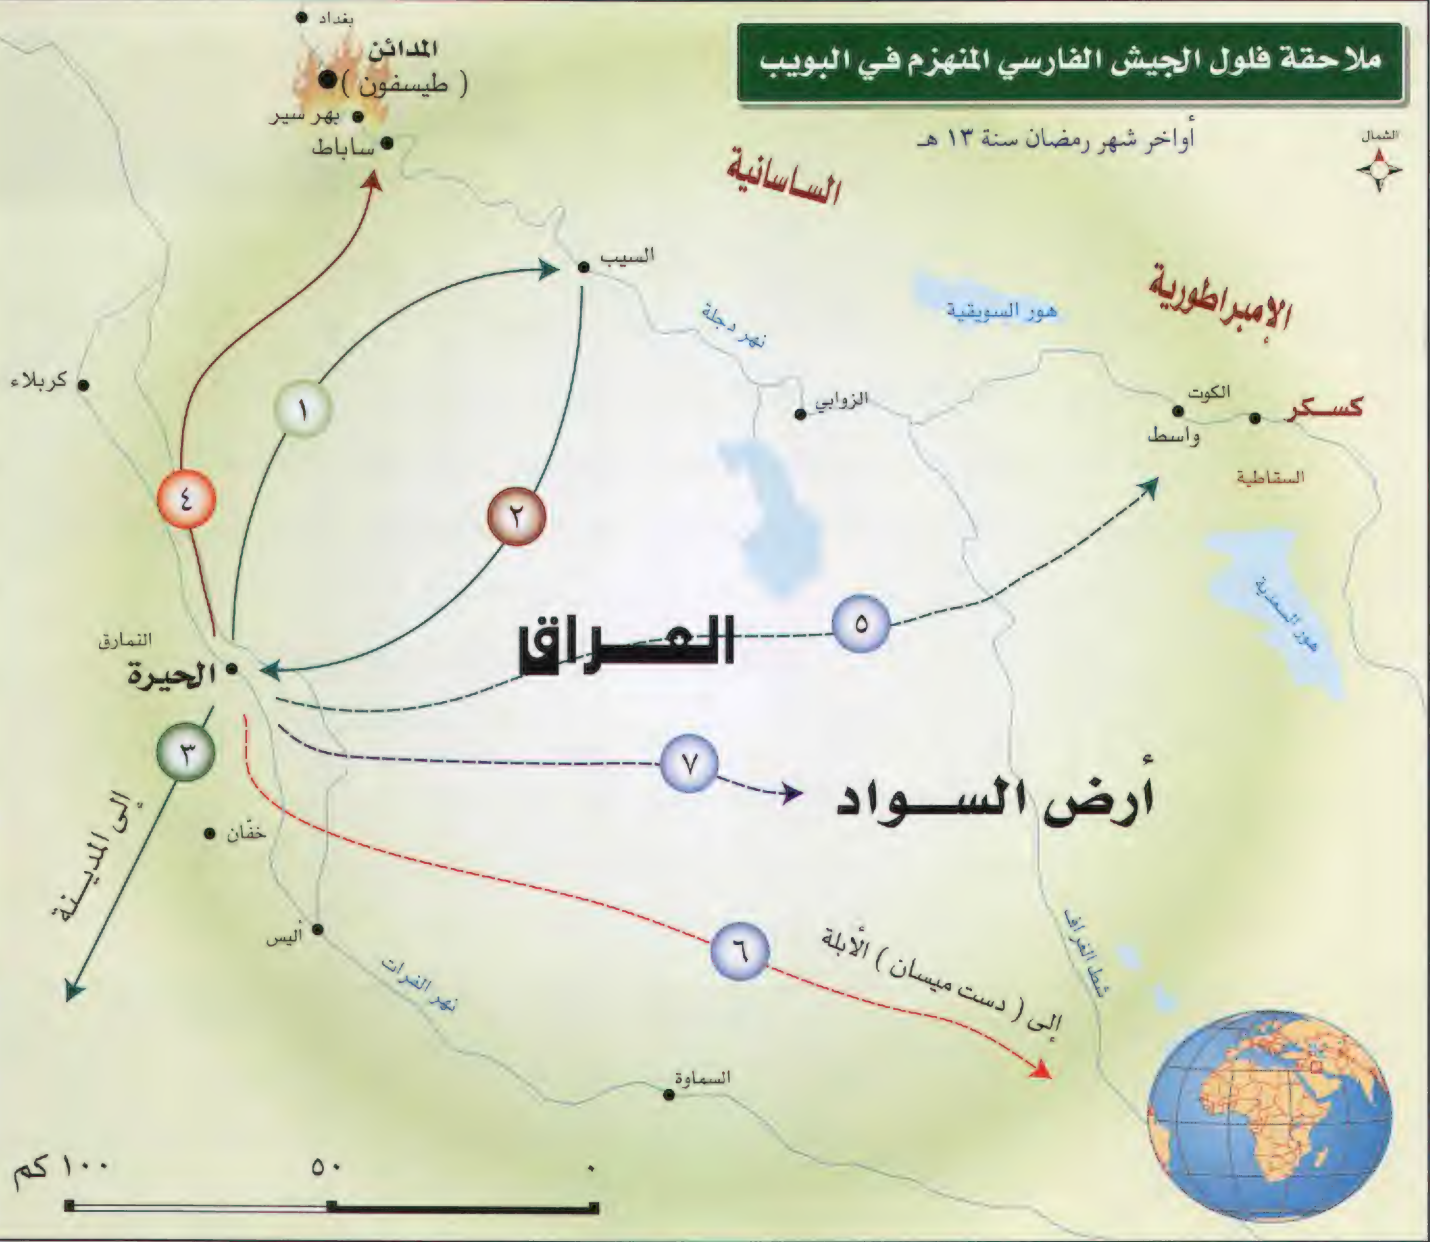 ملاحقة فلول الجيش الفارسي المنهزم في البويب
أواخر شهر رمضان سنة ١٣ هـ
الشمال
بغداد
المدائن
( طيسفون )
بهر سير
ساباط
الساسانية
الإمبراطورية
السيب
نهر دجلة
هور السويقية
كربلاء
الزوابي
الكوت
واسط
كسكر
السقاطية
هور السعدية
١
٢
٤
٥
العراق
النمارق
الحيرة
٣
٧
أرض السواد
إلى المدينة
خفّان
أليس
نهر الفرات
٦
إلى ( دست ميسان ) الأبلة
شط الغراف
السماوة
١٠٠ كم
٥٠
٠